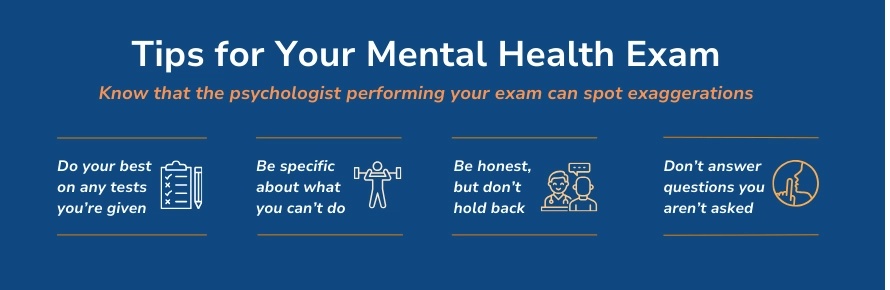 Tips for Your Mental Health Exam
Know that the psychologist performing your exam can spot exaggerations
Do your best
on any tests
you're given
Be specific
about what
you can't do
Be honest,
but don't
hold back
Don't answer
questions you
aren't asked